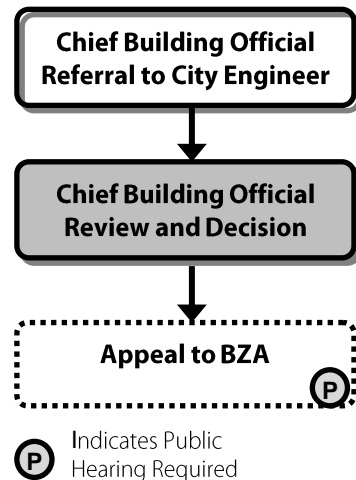 Chief Building Official
Referral to City Engineer
Chief Building Official
Review and Decision
Appeal to BZA
P
P
Indicates Public
Hearing Required